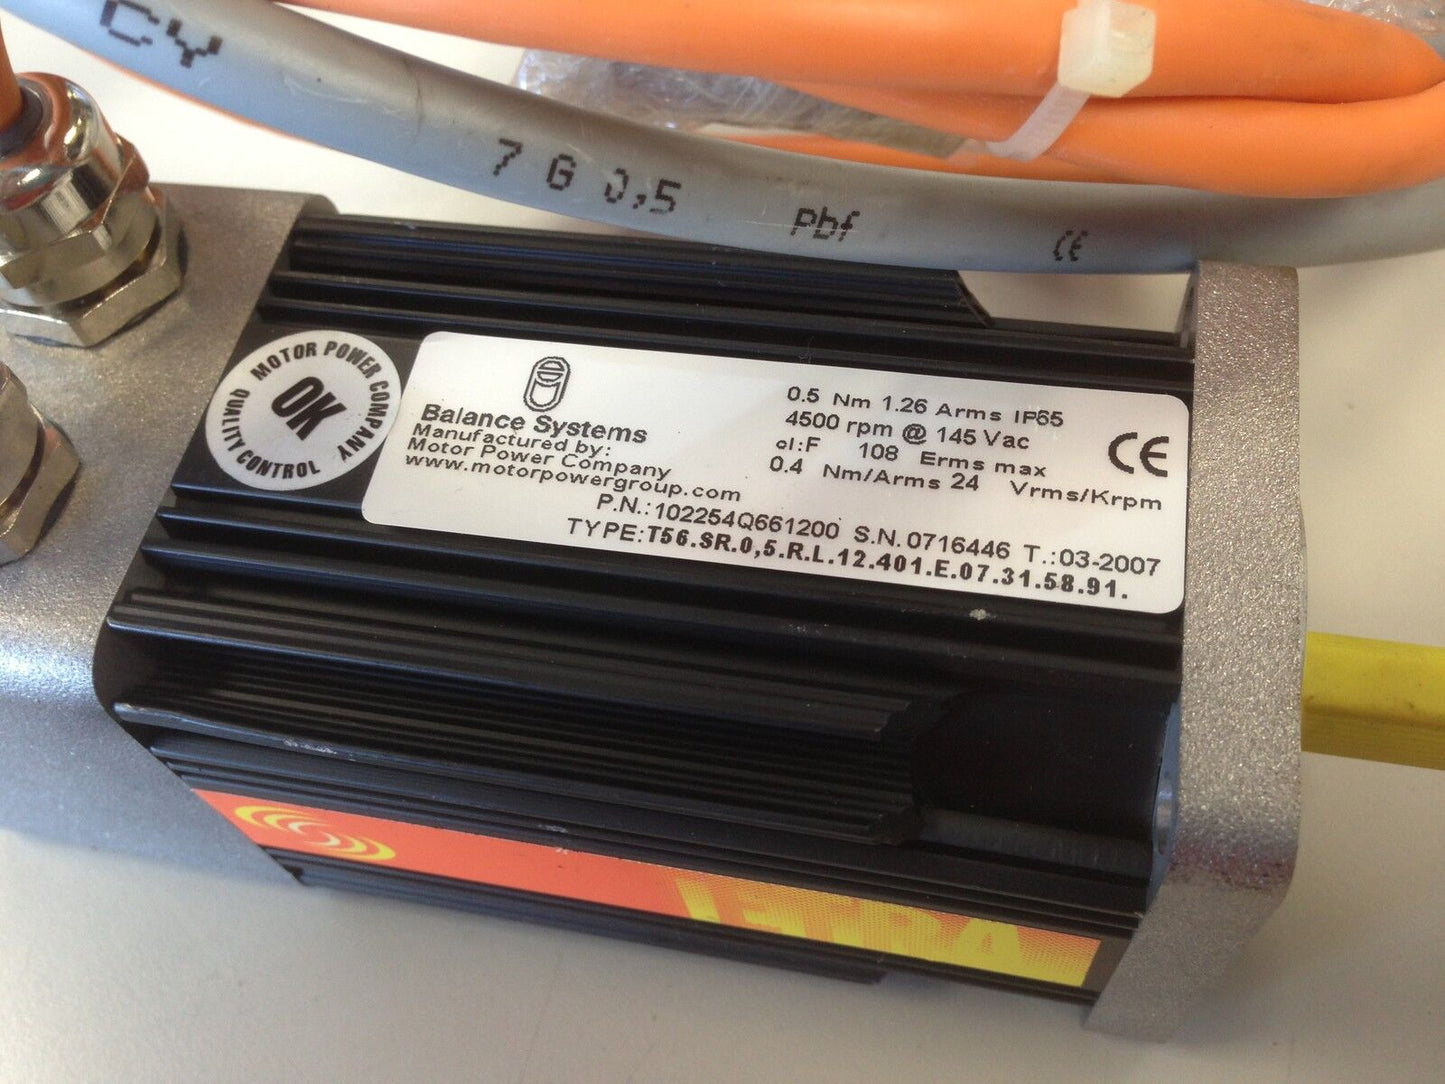 CY
7 G 0,5 Pbf CE
MOTOR POWER COMPANY
OK
QUALITY CONTROL
Balance Systems
Manufactured by:
Motor Power Company
www.motorpowergroup.com
0.5 Nm 1.26 Arms IP65
4500 rpm @ 145 Vac
cl:F 108 Erms max
0.4 Nm/Arms 24 Vrms/Krpm
CE
P.N.:102254Q661200 S.N.0716446 T.:03-2007
TYPE:T56.SR.0,5.R.L.12.401.E.07.31.58.91.
TETRA